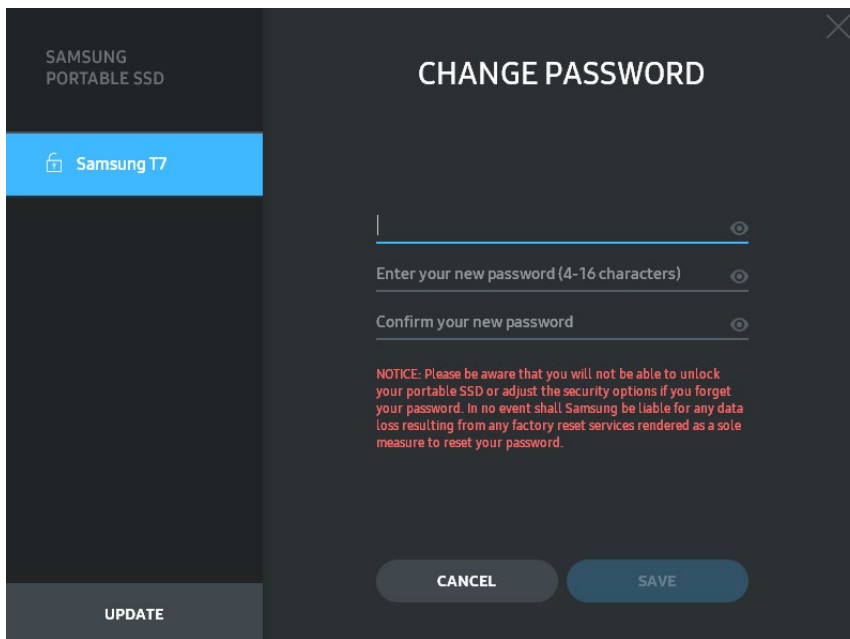 SAMSUNG
PORTABLE SSD
Samsung T7
UPDATE
CHANGE PASSWORD
Enter your new password (4-16 characters)
Confirm your new password
NOTICE: Please be aware that you will not be able to unlock
your portable SSD or adjust the security options if you forget
your password. In no event shall Samsung be liable for any data
loss resulting from any factory reset services rendered as a sole
measure to reset your password.
CANCEL
SAVE